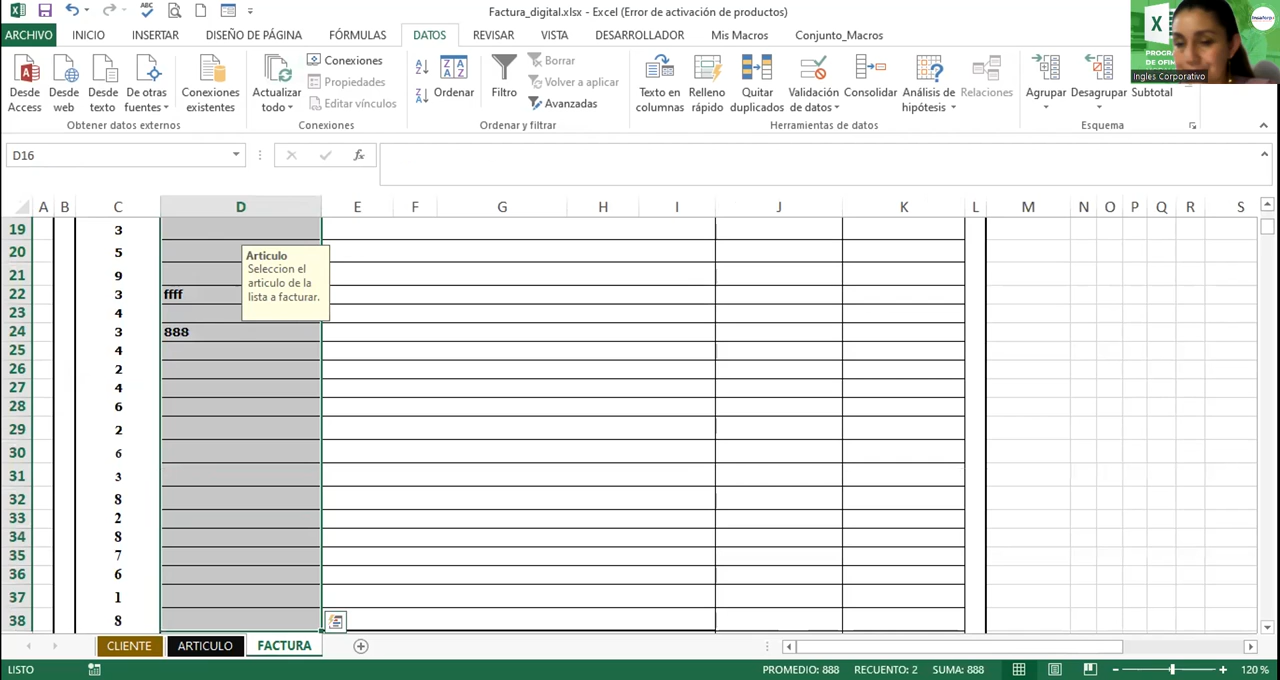 Factura_digital.xlsx - Excel (Error de activación de productos)
ARCHIVO INICIO INSERTAR DISEÑO DE PÁGINA FÓRMULAS DATOS REVISAR VISTA DESARROLLADOR Mis Macros Conjunto_Macros
Ingles Corporativo
Desde Access
Desde web
Desde texto
De otras fuentes
Conexiones existentes
Obtener datos externos
Actualizar todo
Conexiones
Propiedades
Editar vínculos
Conexiones
Ordenar
Filtro
Borrar
Volver a aplicar
Avanzadas
Ordenar y filtrar
Texto en columnas
Relleno rápido
Quitar duplicados
Validación de datos
Consolidar
Análisis de hipótesis
Relaciones
Herramientas de datos
Agrupar
Desagrupar
Subtotal
Esquema
D16
fx
A B C D E F G H I J K L M N O P Q R S
19 3
20 5
21 9
22 3 ffff
23 4
24 3 888
25 4
26 2
27 4
28 6
29 2
30 6
31 3
32 8
33 2
34 8
35 7
36 6
37 1
38 8
Articulo
Seleccion el
articulo de la
lista a facturar.
CLIENTE ARTICULO FACTURA
LISTO PROMEDIO: 888 RECUENTO: 2 SUMA: 888 120 %